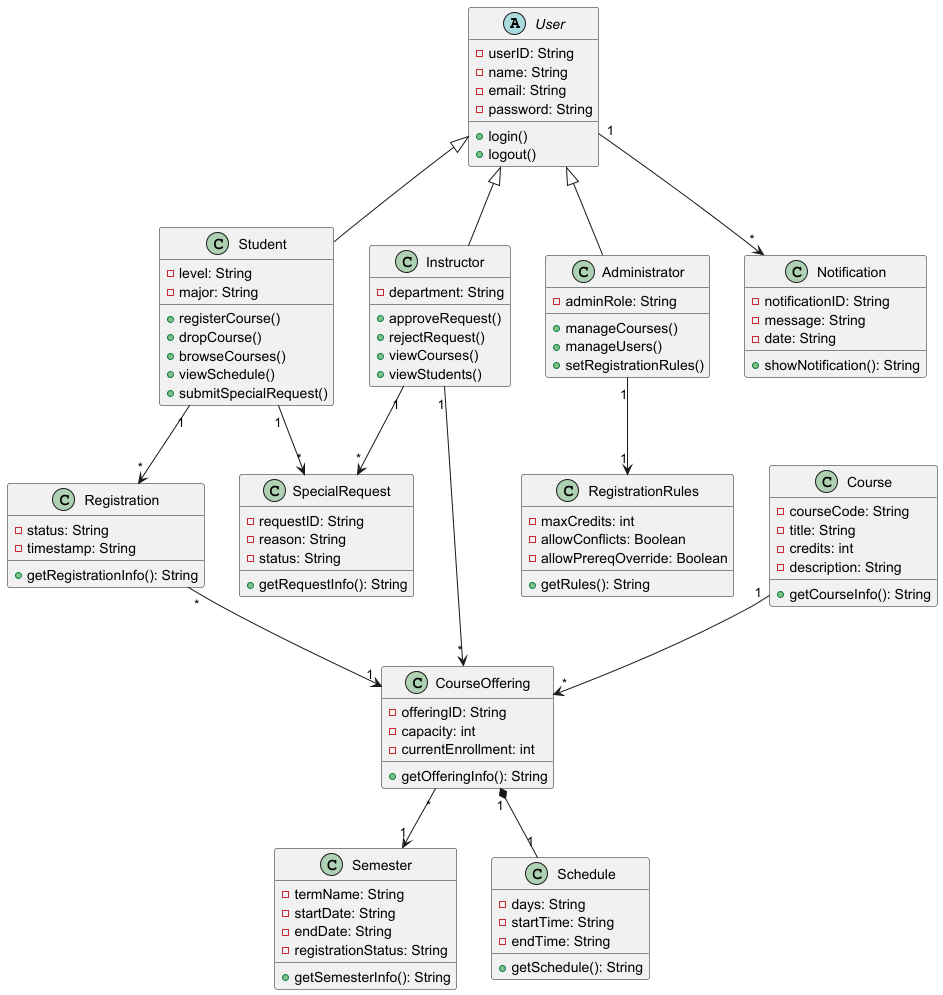 A User
userID: String
name: String
email: String
password: String
login()
logout()
1
*
C Student
level: String
major: String
registerCourse()
dropCourse()
browseCourses()
viewSchedule()
submitSpecialRequest()
C Instructor
department: String
approveRequest()
rejectRequest()
viewCourses()
viewStudents()
C Administrator
adminRole: String
manageCourses()
manageUsers()
setRegistrationRules()
C Notification
notificationID: String
message: String
date: String
showNotification(): String
1
*
1
*
1
*
1
*
1
1
C Registration
status: String
timestamp: String
getRegistrationInfo(): String
C SpecialRequest
requestID: String
reason: String
status: String
getRequestInfo(): String
C RegistrationRules
maxCredits: int
allowConflicts: Boolean
allowPrereqOverride: Boolean
getRules(): String
C Course
courseCode: String
title: String
credits: int
description: String
getCourseInfo(): String
*
1
1
*
C CourseOffering
offeringID: String
capacity: int
currentEnrollment: int
getOfferingInfo(): String
*
1
1
1
C Semester
termName: String
startDate: String
endDate: String
registrationStatus: String
getSemesterInfo(): String
C Schedule
days: String
startTime: String
endTime: String
getSchedule(): String